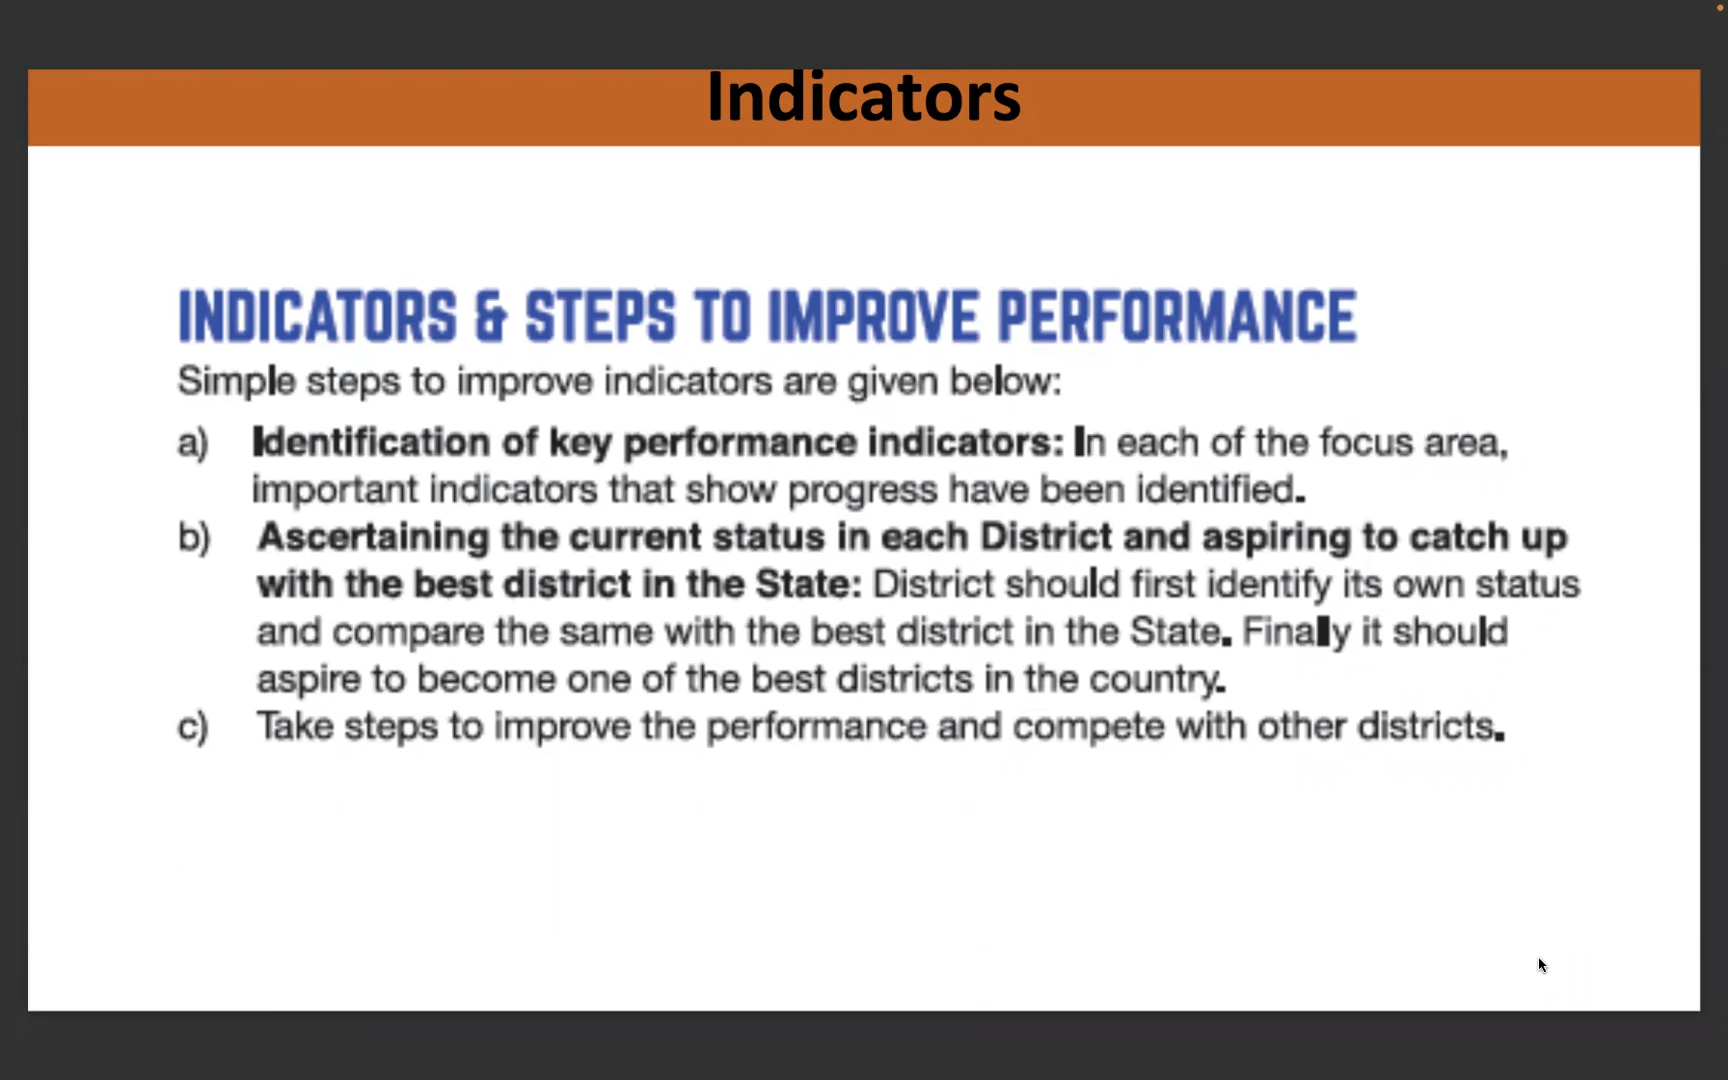 Indicators
INDICATORS & STEPS TO IMPROVE PERFORMANCE
Simple steps to improve indicators are given below:
a) Identification of key performance indicators: In each of the focus area,
important indicators that show progress have been identified.
b) Ascertaining the current status in each District and aspiring to catch up
with the best district in the State: District should first identify its own status
and compare the same with the best district in the State. Finally it should
aspire to become one of the best districts in the country.
c) Take steps to improve the performance and compete with other districts.